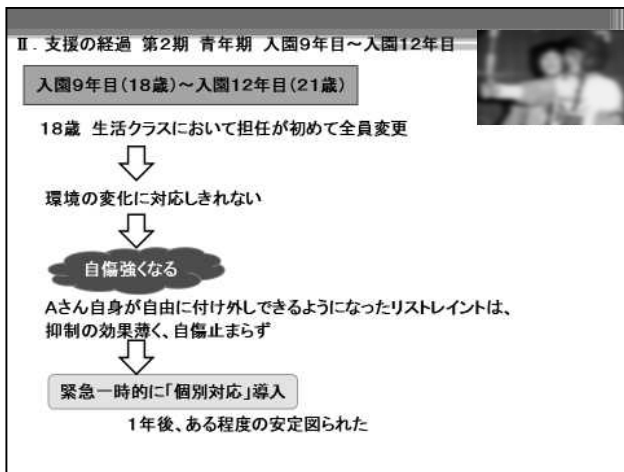 Ⅱ．支援の経過 第2期 青年期 入園9年目～入園12年目
入園9年目(18歳)～入園12年目(21歳)
18歳 生活クラスにおいて担任が初めて全員変更
環境の変化に対応しきれない
自傷強くなる
Aさん自身が自由に付け外しできるようになったリストレイントは、
抑制の効果薄く、自傷止まらず
緊急一時的に「個別対応」導入
1年後、ある程度の安定図られた